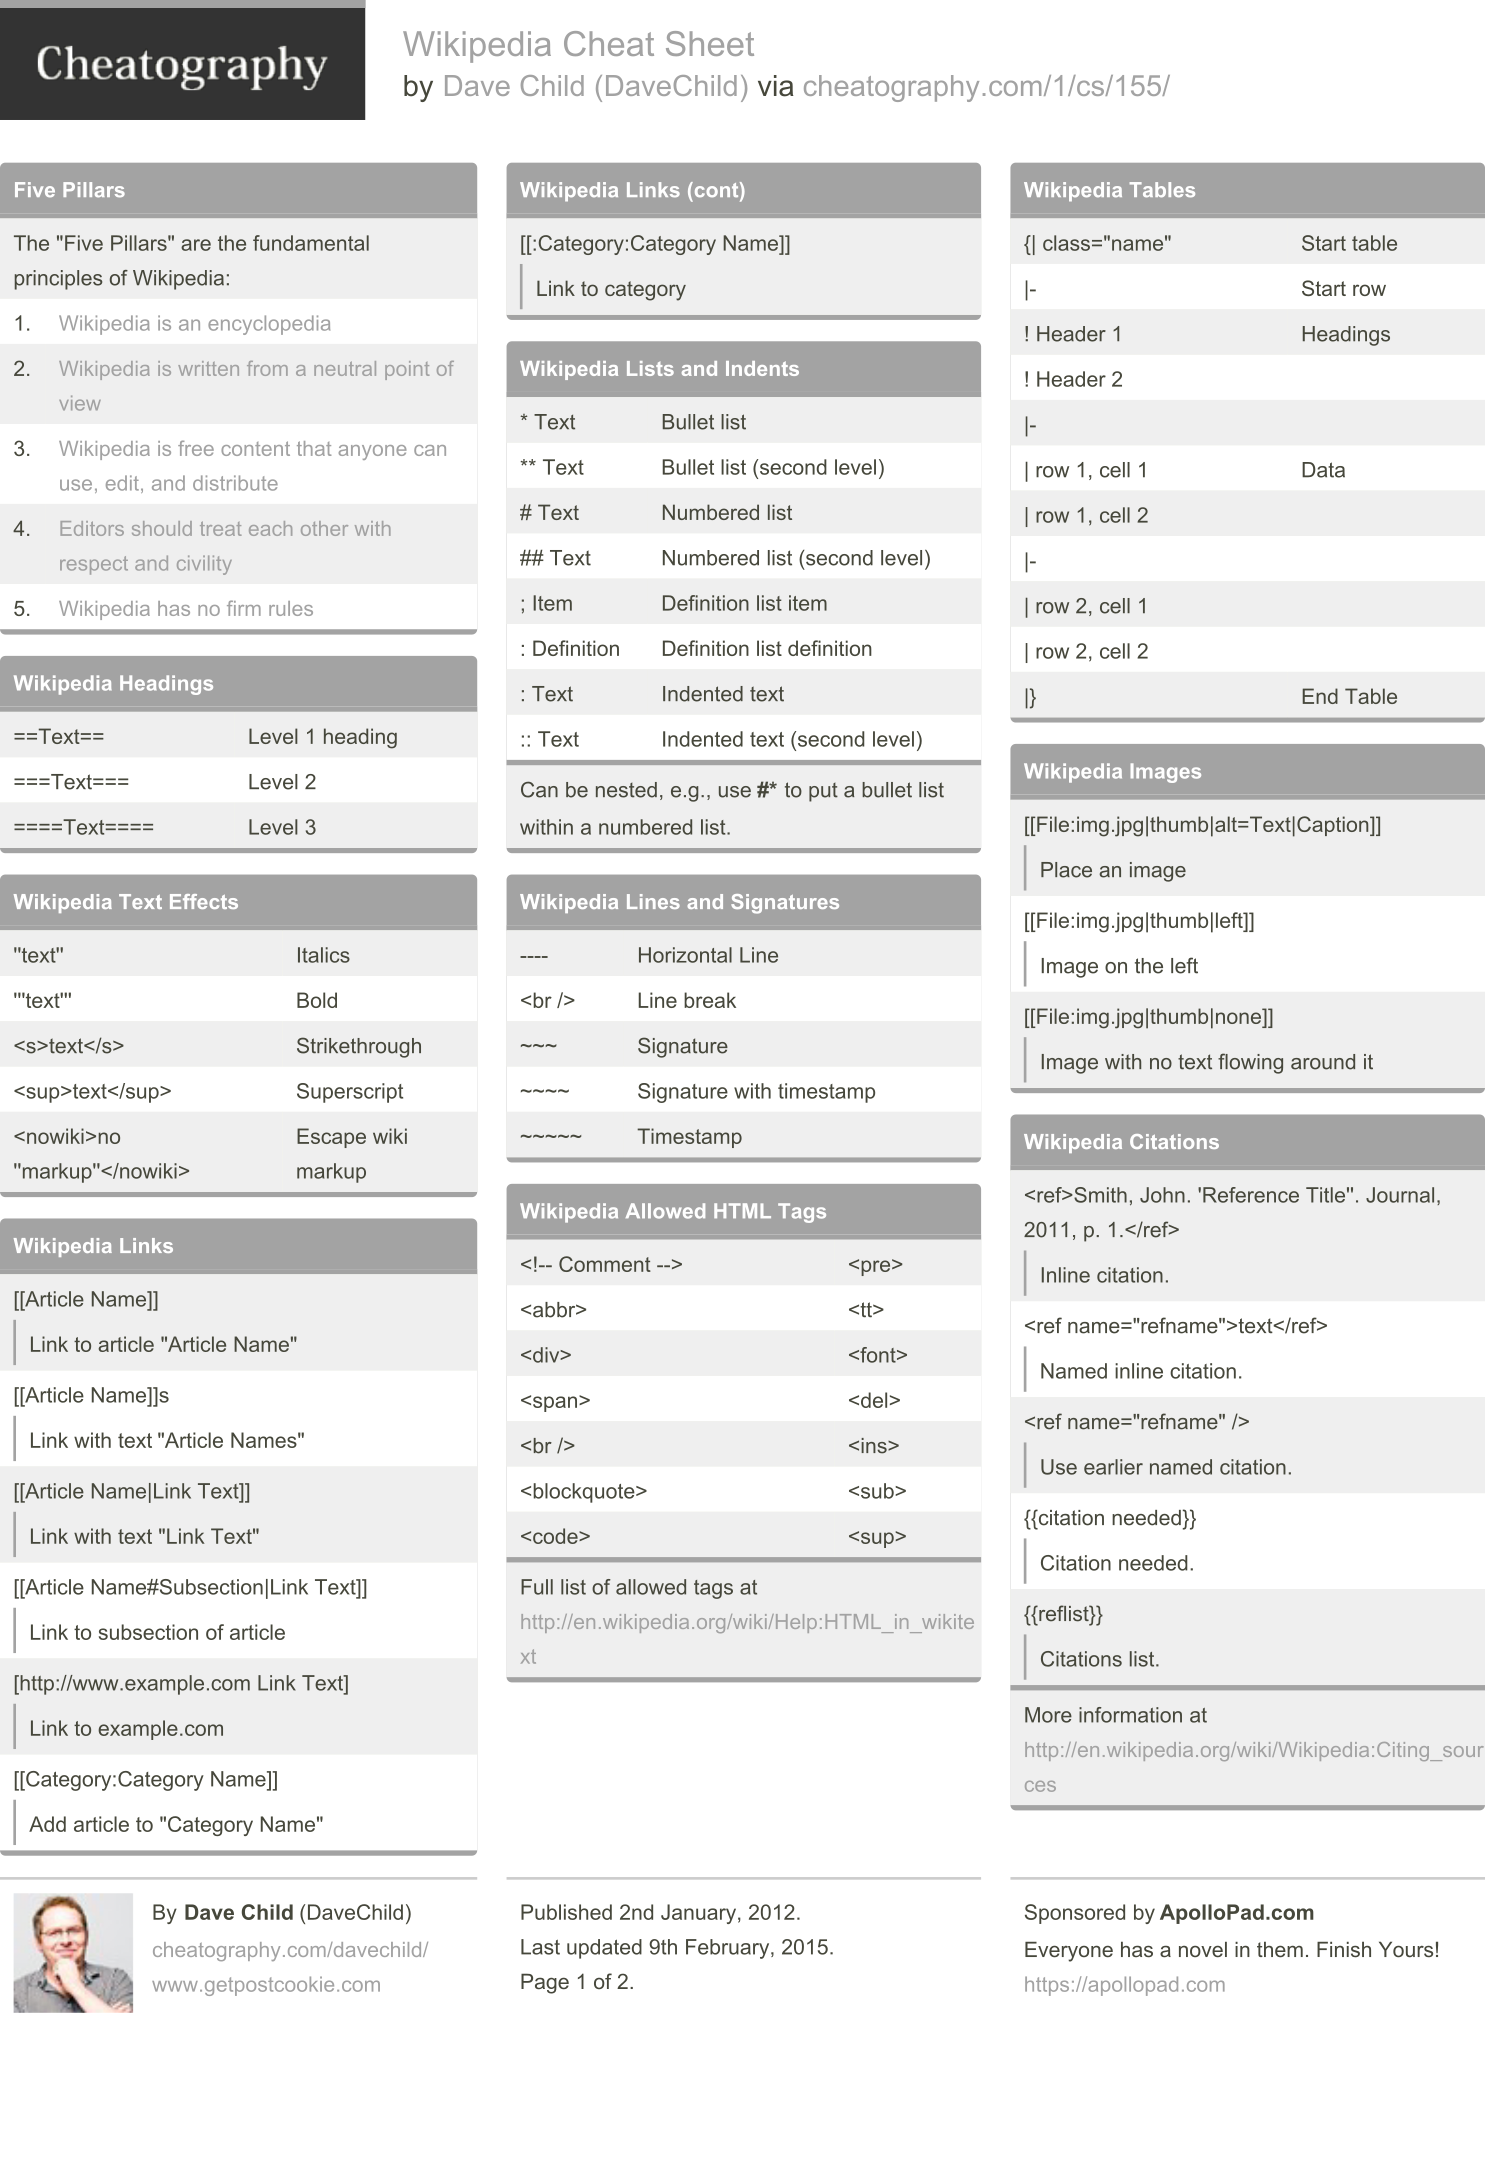 Cheatography
Wikipedia Cheat Sheet
by Dave Child (DaveChild) via cheatography.com/1/cs/155/
Five Pillars
The "Five Pillars" are the fundamental
principles of Wikipedia:
1. Wikipedia is an encyclopedia
2. Wikipedia is written from a neutral point of
view
3. Wikipedia is free content that anyone can
use, edit, and distribute
4. Editors should treat each other with
respect and civility
5. Wikipedia has no firm rules
Wikipedia Headings
==Text== Level 1 heading
===Text=== Level 2
====Text==== Level 3
Wikipedia Text Effects
''text'' Italics
'''text''' Bold
<s>text</s> Strikethrough
<sup>text</sup> Superscript
<nowiki>no Escape wiki
''markup''</nowiki> markup
Wikipedia Links
[[Article Name]]
Link to article "Article Name"
[[Article Name]]s
Link with text "Article Names"
[[Article Name|Link Text]]
Link with text "Link Text"
[[Article Name#Subsection|Link Text]]
Link to subsection of article
[http://www.example.com Link Text]
Link to example.com
[[Category:Category Name]]
Add article to "Category Name"
Wikipedia Links (cont)
[[:Category:Category Name]]
Link to category
Wikipedia Lists and Indents
* Text Bullet list
** Text Bullet list (second level)
# Text Numbered list
## Text Numbered list (second level)
; Item Definition list item
: Definition Definition list definition
: Text Indented text
:: Text Indented text (second level)
Can be nested, e.g., use #* to put a bullet list
within a numbered list.
Wikipedia Lines and Signatures
---- Horizontal Line
<br /> Line break
~~~ Signature
~~~~ Signature with timestamp
~~~~~ Timestamp
Wikipedia Allowed HTML Tags
<!-- Comment --> <pre>
<abbr> <tt>
<div> <font>
<span> <del>
<br /> <ins>
<blockquote> <sub>
<code> <sup>
Full list of allowed tags at
http://en.wikipedia.org/wiki/Help:HTML_in_wikite
xt
Wikipedia Tables
{| class="name" Start table
|- Start row
! Header 1 Headings
! Header 2
|-
| row 1, cell 1 Data
| row 1, cell 2
|-
| row 2, cell 1
| row 2, cell 2
|} End Table
Wikipedia Images
[[File:img.jpg|thumb|alt=Text|Caption]]
Place an image
[[File:img.jpg|thumb|left]]
Image on the left
[[File:img.jpg|thumb|none]]
Image with no text flowing around it
Wikipedia Citations
<ref>Smith, John. 'Reference Title''. Journal,
2011, p. 1.</ref>
Inline citation.
<ref name="refname">text</ref>
Named inline citation.
<ref name="refname" />
Use earlier named citation.
{{citation needed}}
Citation needed.
{{reflist}}
Citations list.
More information at
http://en.wikipedia.org/wiki/Wikipedia:Citing_sour
ces
By Dave Child (DaveChild)
cheatography.com/davechild/
www.getpostcookie.com
Published 2nd January, 2012.
Last updated 9th February, 2015.
Page 1 of 2.
Sponsored by ApolloPad.com
Everyone has a novel in them. Finish Yours!
https://apollopad.com